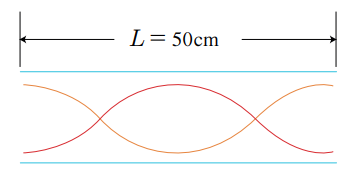 L = 50cm